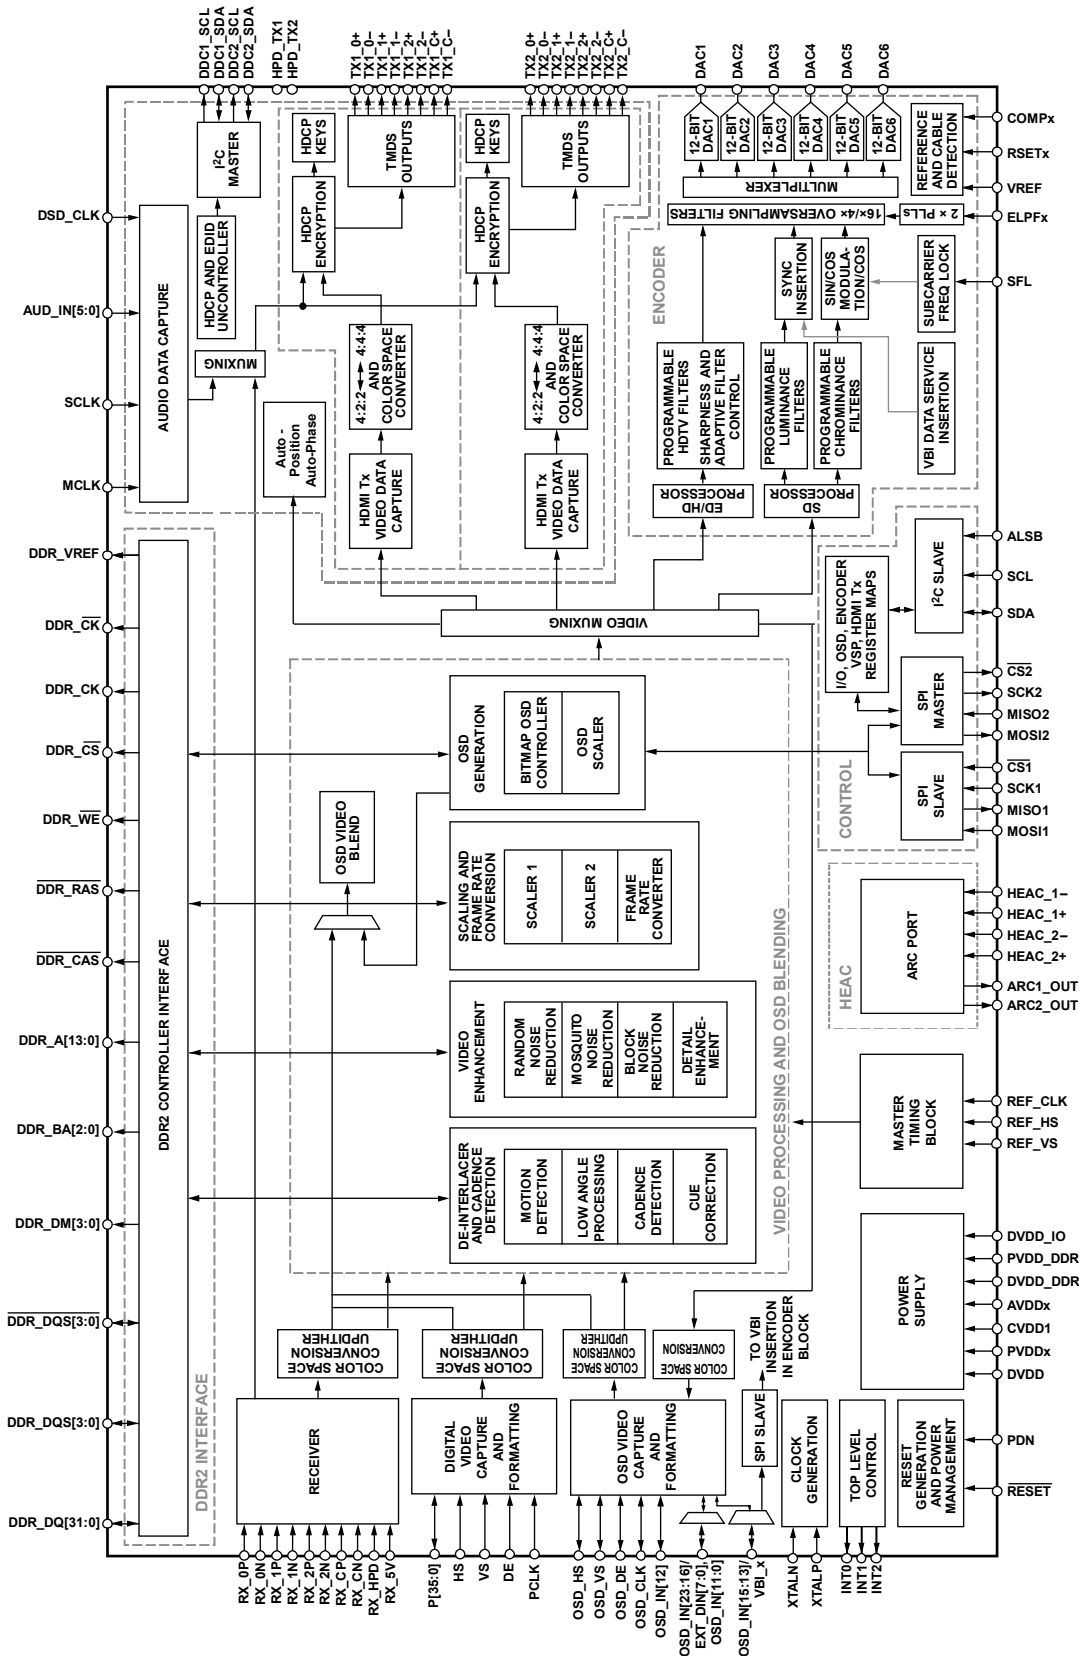 DDC1_SCL
DDC1_SDA
DDC2_SCL
DDC2_SDA
HPD_TX1
HPD_TX2
TX1_0+
TX1_0−
TX1_1+
TX1_1−
TX1_2+
TX1_2−
TX1_C+
TX1_C−
TX2_0+
TX2_0−
TX2_1+
TX2_1−
TX2_2+
TX2_2−
TX2_C+
TX2_C−
DAC1
DAC2
DAC3
DAC4
DAC5
DAC6
DSD_CLK
AUD_IN[5:0]
SCLK
MCLK
DDR_VREF
DDR_CK
DDR_CK
DDR_CS
DDR_WE
DDR_RAS
DDR_CAS
DDR_A[13:0]
DDR_BA[2:0]
DDR_DM[3:0]
DDR_DQS[3:0]
DDR_DQS[3:0]
DDR_DQ[31:0]
AUDIO DATA CAPTURE
I²C
MASTER
HDCP AND EDID
UNCONTROLLER
MUXING
HDCP
KEYS
HDCP
ENCRYPTION
TMDS
OUTPUTS
HDCP
KEYS
HDCP
ENCRYPTION
TMDS
OUTPUTS
4:2:2 4:4:4
AND
COLOR SPACE
CONVERTER
4:2:2 4:4:4
AND
COLOR SPACE
CONVERTER
Auto -
Position
Auto-Phase
HDMI Tx
VIDEO DATA
CAPTURE
HDMI Tx
VIDEO DATA
CAPTURE
ENCODER
12-BIT
DAC1
12-BIT
DAC2
12-BIT
DAC3
12-BIT
DAC4
12-BIT
DAC5
12-BIT
DAC6
MULTIPLEXER
16×/4× OVERSAMPLING FILTERS
2 × PLLs
REFERENCE
AND CABLE
DETECTION
SYNC
INSERTION
SIN/COS
MODULA-
TION/COS
SUBCARRIER
FREQ LOCK
PROGRAMMABLE
HDTV FILTERS
SHARPNESS AND
ADAPTIVE FILTER
CONTROL
PROGRAMMABLE
LUMINANCE
FILTERS
PROGRAMMABLE
CHROMINANCE
FILTERS
VBI DATA SERVICE
INSERTION
ED/HD
PROCESSOR
SD
PROCESSOR
COMPx
RSETx
VREF
ELPFx
SFL
ALSB
SCL
SDA
CS2
SCK2
MISO2
MOSI2
CS1
SCK1
MISO1
MOSI1
HEAC_1−
HEAC_1+
HEAC_2−
HEAC_2+
ARC1_OUT
ARC2_OUT
REF_CLK
REF_HS
REF_VS
DVDD_IO
PVDD_DDR
DVDD_DDR
AVDDx
CVDD1
PVDDx
DVDD
PDN
RESET
DDR2 INTERFACE
DDR2 CONTROLLER INTERFACE
VIDEO MUXING
I/O, OSD, ENCODER
VSP, HDMI Tx
REGISTER MAPS
I²C SLAVE
SPI
MASTER
SPI
SLAVE
CONTROL
OSD
GENERATION
BITMAP OSD
CONTROLLER
OSD
SCALER
OSD VIDEO
BLEND
SCALING AND
FRAME RATE
CONVERSION
SCALER 1
SCALER 2
FRAME
RATE
CONVERTER
VIDEO
ENHANCEMENT
RANDOM
NOISE
REDUCTION
MOSQUITO
NOISE
REDUCTION
BLOCK
NOISE
REDUCTION
DETAIL
ENHANCE-
MENT
DE-INTERLACER
AND CADENCE
DETECTION
MOTION
DETECTION
LOW ANGLE
PROCESSING
CADENCE
DETECTION
CUE
CORRECTION
VIDEO PROCESSING AND OSD BLENDING
HEAC
ARC PORT
MASTER
TIMING
BLOCK
POWER
SUPPLY
COLOR SPACE
CONVERSION
UPDITHER
COLOR SPACE
CONVERSION
UPDITHER
COLOR SPACE
CONVERSION
UPDITHER
COLOR SPACE
CONVERSION
TO VBI
INSERTION
IN ENCODER
BLOCK
RECEIVER
DIGITAL
VIDEO
CAPTURE
AND
FORMATTING
OSD VIDEO
CAPTURE
AND
FORMATTING
SPI SLAVE
CLOCK
GENERATION
TOP LEVEL
CONTROL
RESET
GENERATION
AND POWER
MANAGEMENT
RX_0P
RX_0N
RX_1P
RX_1N
RX_2P
RX_2N
RX_CP
RX_CN
RX_HPD
RX_5V
P[35:0]
HS
VS
DE
PCLK
OSD_HS
OSD_VS
OSD_DE
OSD_CLK
OSD_IN[12]
OSD_IN[23:16]/
EXT_DIN[7:0],
OSD_IN[11:0]
OSD_IN[15:13]/
VBI_x
XTALN
XTALP
INT0
INT1
INT2